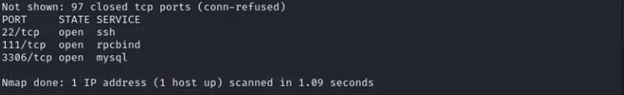 Not shown: 97 closed tcp ports (conn-refused)
PORT     STATE SERVICE
22/tcp   open  ssh
111/tcp  open  rpcbind
3306/tcp open  mysql

Nmap done: 1 IP address (1 host up) scanned in 1.09 seconds